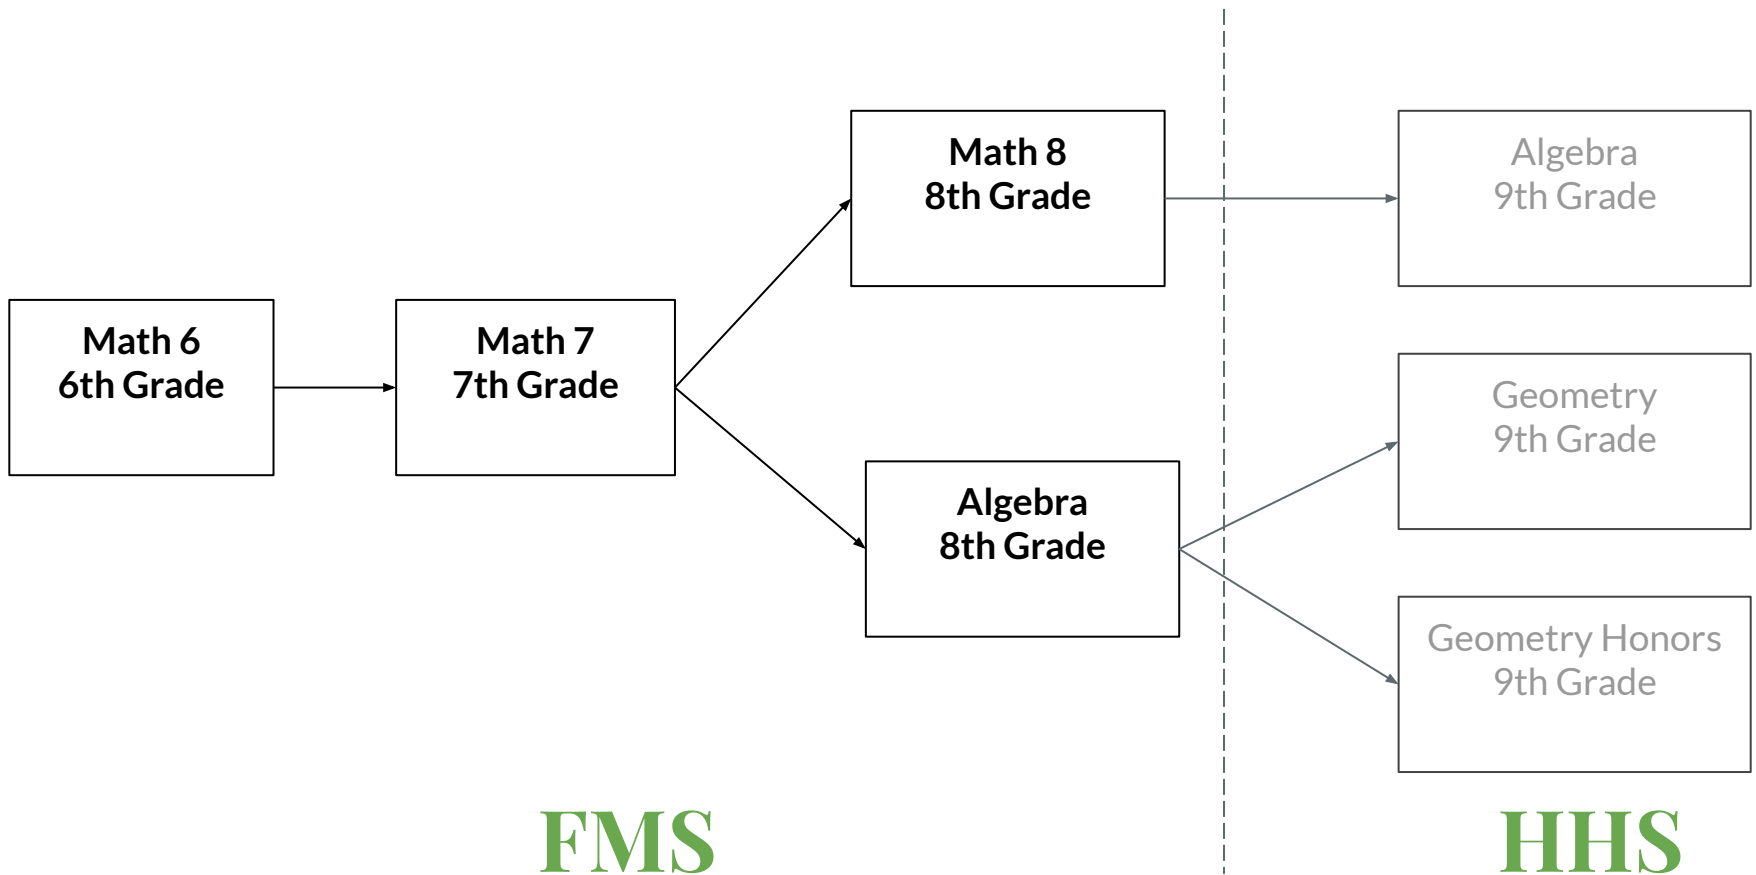 Math 6
6th Grade
Math 7
7th Grade
Math 8
8th Grade
Algebra
8th Grade
Algebra
9th Grade
Geometry
9th Grade
Geometry Honors
9th Grade
FMS
HHS